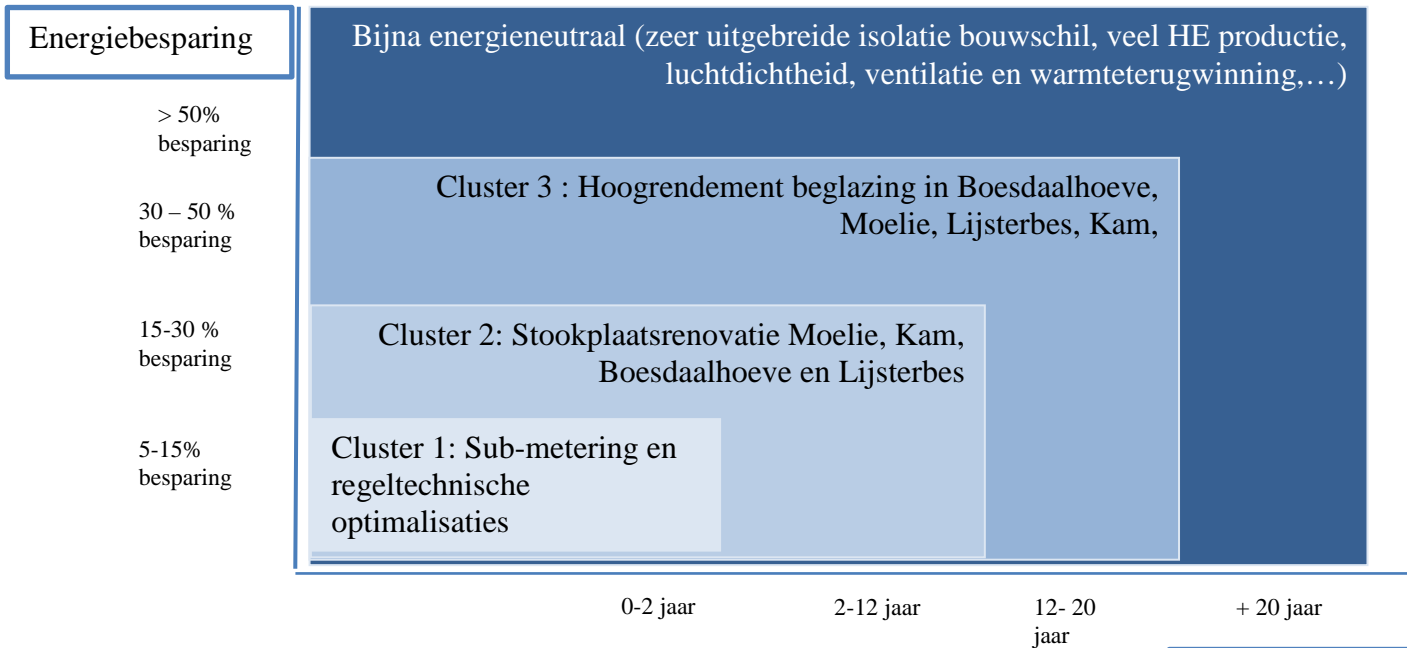 Energiebesparing
Bijna energieneutraal (zeer uitgebreide isolatie bouwschil, veel HE productie,
luchtdichtheid, ventilatie en warmteterugwinning,…)
> 50%
besparing
Cluster 3 : Hoogrendement beglazing in Boesdaalhoeve,
Moelie, Lijsterbes, Kam,
30 – 50 %
besparing
Cluster 2: Stookplaatsrenovatie Moelie, Kam,
Boesdaalhoeve en Lijsterbes
15-30 %
besparing
Cluster 1: Sub-metering en
regeltechnische
optimalisaties
5-15%
besparing
0-2 jaar
2-12 jaar
12- 20
jaar
+ 20 jaar